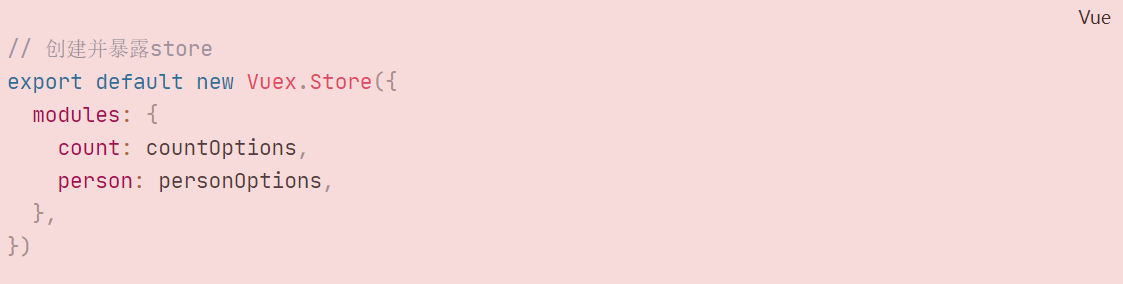 Vue
// 创建并暴露store
export default new Vuex.Store({
  modules: {
    count: countOptions,
    person: personOptions,
  },
})